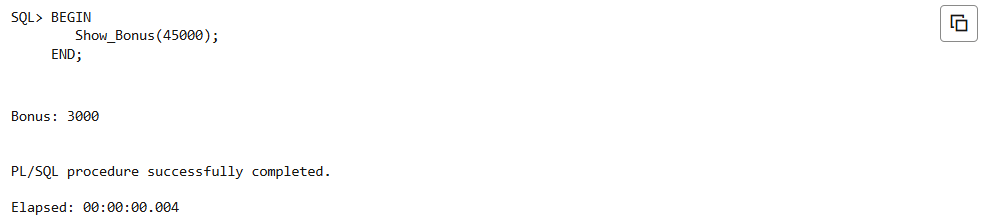 SQL> BEGIN
        Show_Bonus(45000);
     END;
Bonus: 3000
PL/SQL procedure successfully completed.
Elapsed: 00:00:00.004